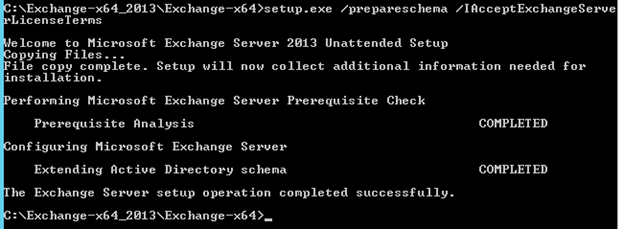 C:\Exchange-x64_2013\Exchange-x64>setup.exe /prepareschema /IAcceptExchangeServe
rLicenseTerms
Welcome to Microsoft Exchange Server 2013 Unattended Setup
Copying Files...
File copy complete. Setup will now collect additional information needed for
installation.
Performing Microsoft Exchange Server Prerequisite Check
Prerequisite Analysis COMPLETED
Configuring Microsoft Exchange Server
Extending Active Directory schema COMPLETED
The Exchange Server setup operation completed successfully.
C:\Exchange-x64_2013\Exchange-x64>_